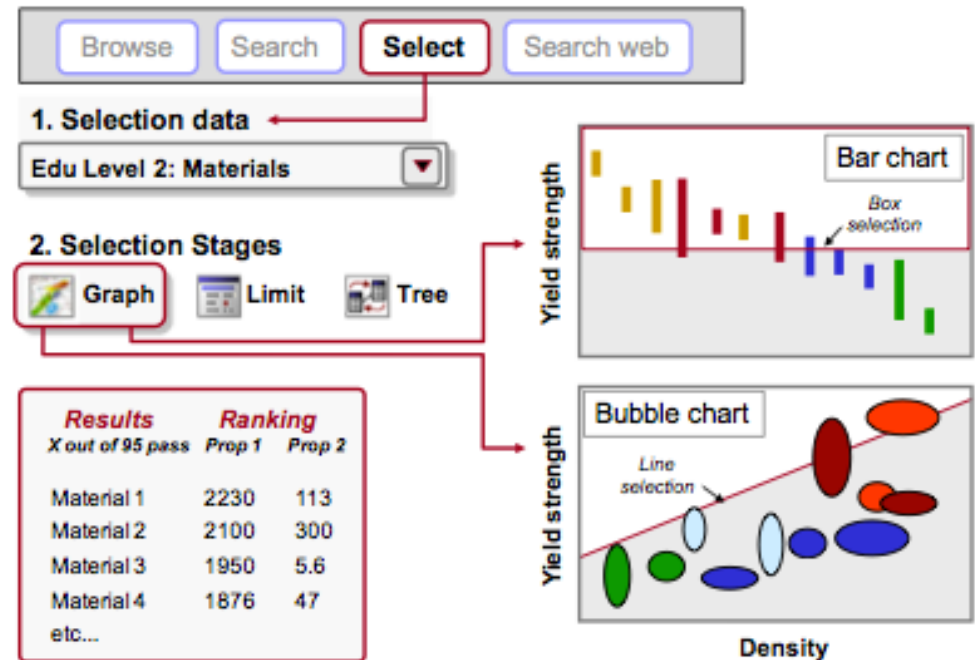 Browse Search Select Search web
1. Selection data
Edu Level 2: Materials
2. Selection Stages
Graph Limit Tree
Results Ranking
X out of 95 pass Prop 1 Prop 2
Material 1 2230 113
Material 2 2100 300
Material 3 1950 5.6
Material 4 1876 47
etc...
Bar chart
Box
selection
Yield strength
Bubble chart
Line
selection
Yield strength
Density